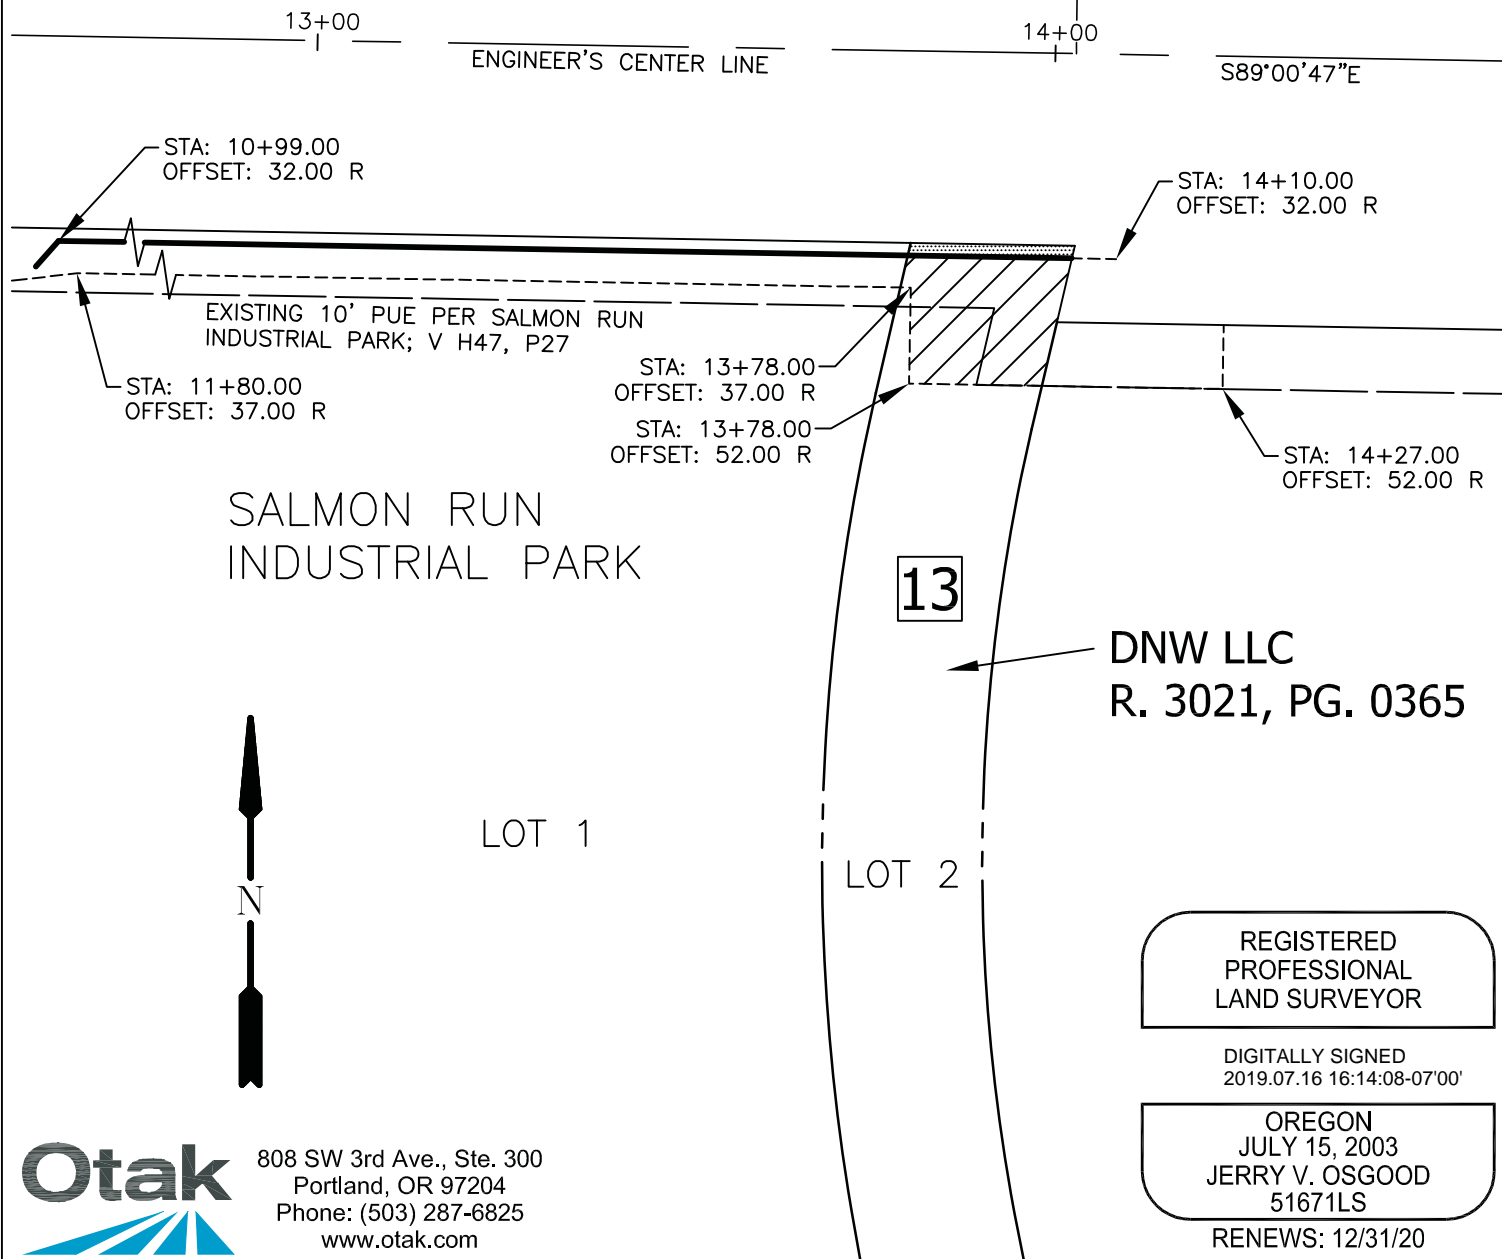 13+00
14+00
ENGINEER'S CENTER LINE
S89°00'47"E
STA: 10+99.00
OFFSET: 32.00 R
STA: 14+10.00
OFFSET: 32.00 R
EXISTING 10' PUE PER SALMON RUN
INDUSTRIAL PARK; V H47, P27
STA: 11+80.00
OFFSET: 37.00 R
STA: 13+78.00
OFFSET: 37.00 R
STA: 13+78.00
OFFSET: 52.00 R
STA: 14+27.00
OFFSET: 52.00 R
SALMON RUN
INDUSTRIAL PARK
13
DNW LLC
R. 3021, PG. 0365
LOT 1
LOT 2
N
REGISTERED
PROFESSIONAL
LAND SURVEYOR
DIGITALLY SIGNED
2019.07.16 16:14:08-07'00'
OREGON
JULY 15, 2003
JERRY V. OSGOOD
51671LS
RENEWS: 12/31/20
Otak
808 SW 3rd Ave., Ste. 300
Portland, OR 97204
Phone: (503) 287-6825
www.otak.com